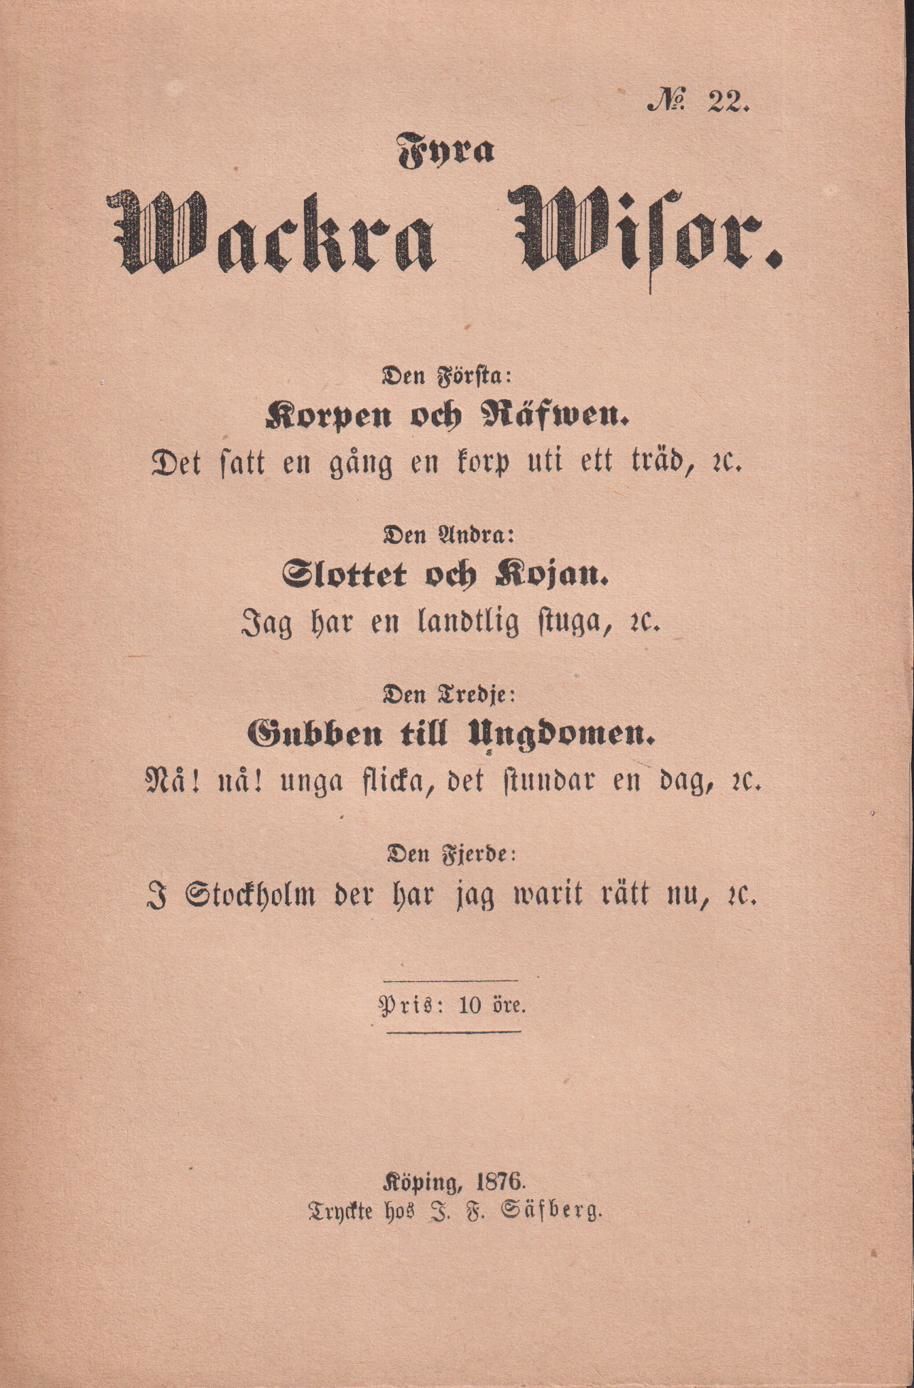 № 22.
Fyra
Wackra Wiſor.
Den Förſta:
Korpen och Räfwen.
Det ſatt en gång en korp uti ett träd, ꝛc.
Den Andra:
Slottet och Kojan.
Jag har en landtlig ſtuga, ꝛc.
Den Tredje:
Gubben till Ungdomen.
Nå! nå! unga flicka, det ſtundar en dag, ꝛc.
Den Fjerde:
I Stockholm der har jag warit rätt nu, ꝛc.
Pris: 10 öre.
Köping, 1876.
Tryckte hos J. F. Säfberg.